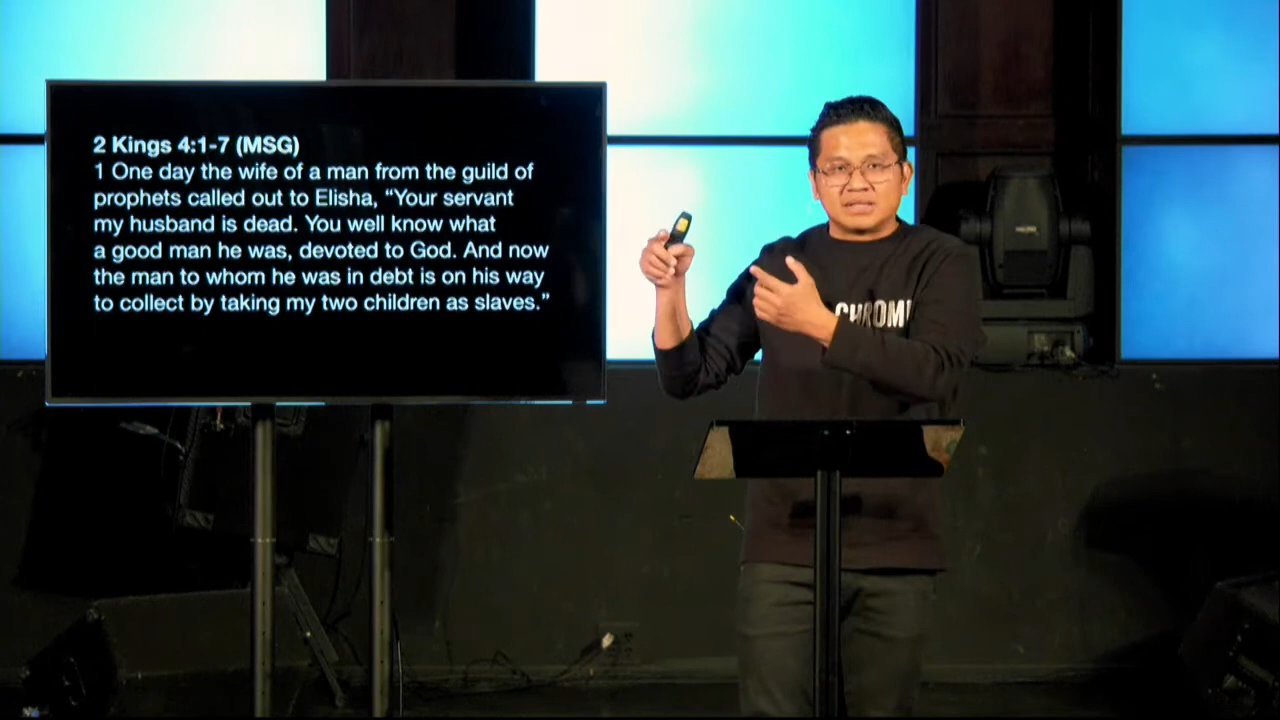 2 Kings 4:1-7 (MSG)
1 One day the wife of a man from the guild of
prophets called out to Elisha, “Your servant
my husband is dead. You well know what
a good man he was, devoted to God. And now
the man to whom he was in debt is on his way
to collect by taking my two children as slaves.”
CHROM